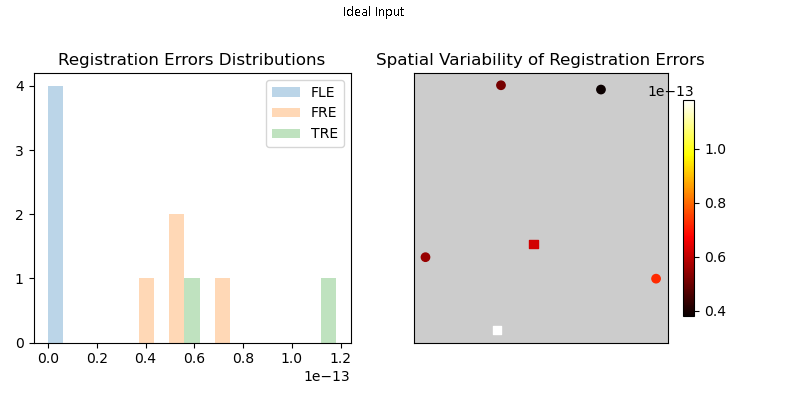 Ideal Input
Registration Errors Distributions
4
3
2
1
0
0.0 0.2 0.4 0.6 0.8 1.0 1.2
1e−13
FLE
FRE
TRE
Spatial Variability of Registration Errors
1e−13
1.0
0.8
0.6
0.4